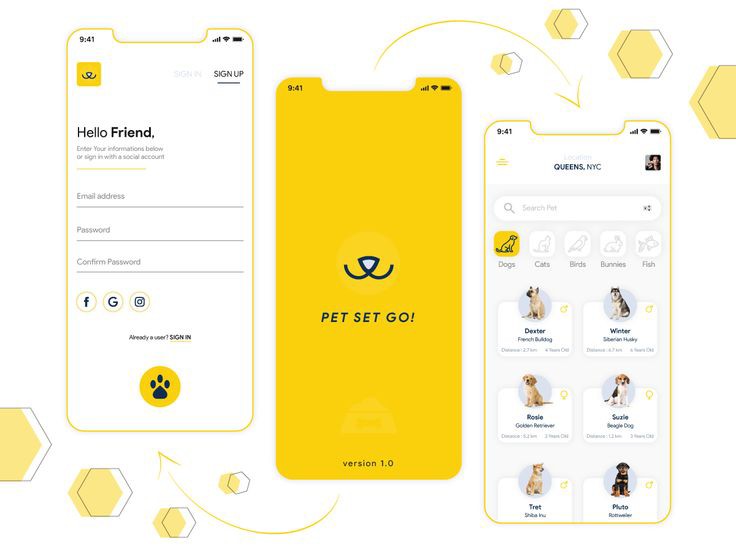 9:41
SIGN IN SIGN UP
Hello Friend,
Enter Your informations below
or sign in with a social account
Email address
Password
Confirm Password
f G
Already a user? SIGN IN
9:41
PET SET GO!
version 1.0
9:41
Location
QUEENS, NYC
Search Pet
Dogs Cats Birds Bunnies Fish
Dexter
French Bulldog
Distance : 2,7 km 4 Years Old
Winter
Siberian Husky
Distance : 6,7 km 6 Years Old
Rosie
Golden Retriever
Distance : 5,2 km 2 Years Old
Suzie
Beagle Dog
Distance : 1,2 km 3 Years Old
Tret
Shiba Inu
Pluto
Rottweiler